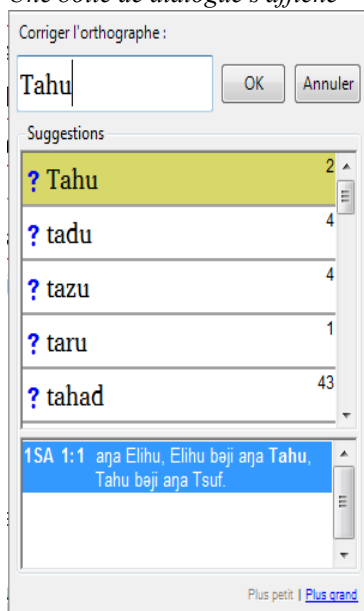 Une boîte de dialogue s'affiche
Corriger l'orthographe :
Tahu OK Annuler
Suggestions
? Tahu 2
? tadu 4
? tazu 4
? taru 1
? tahad 43
1SA 1:1 aŋa Elihu, Elihu bəji aŋa Tahu,
Tahu bəji aŋa Tsuf.
Plus petit | Plus grand